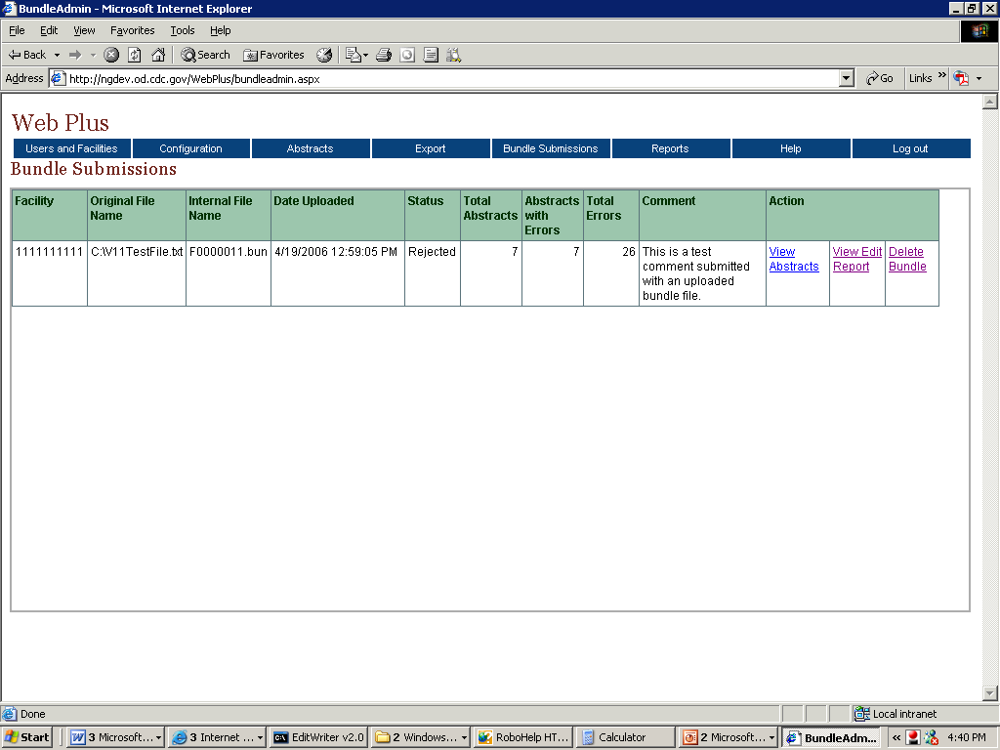 BundleAdmin - Microsoft Internet Explorer
File Edit View Favorites Tools Help
Back Search Favorites
Address http://ngdev.od.cdc.gov/WebPlus/bundleadmin.aspx Go Links »
Web Plus
Users and Facilities Configuration Abstracts Export Bundle Submissions Reports Help Log out
Bundle Submissions
Facility Original File Internal File Date Uploaded Status Total Abstracts Total Comment Action
Name Name Abstracts with Errors
Errors
1111111111 C:\V11TestFile.txt F0000011.bun 4/19/2006 12:59:05 PM Rejected 7 7 26 This is a test View View Edit Delete
comment submitted Abstracts Report Bundle
with an uploaded
bundle file.
Done Local intranet
Start 3 Microsoft... 3 Internet ... EditWriter v2.0 2 Windows... RoboHelp HT... Calculator 2 Microsoft... BundleAdm... « 4:40 PM